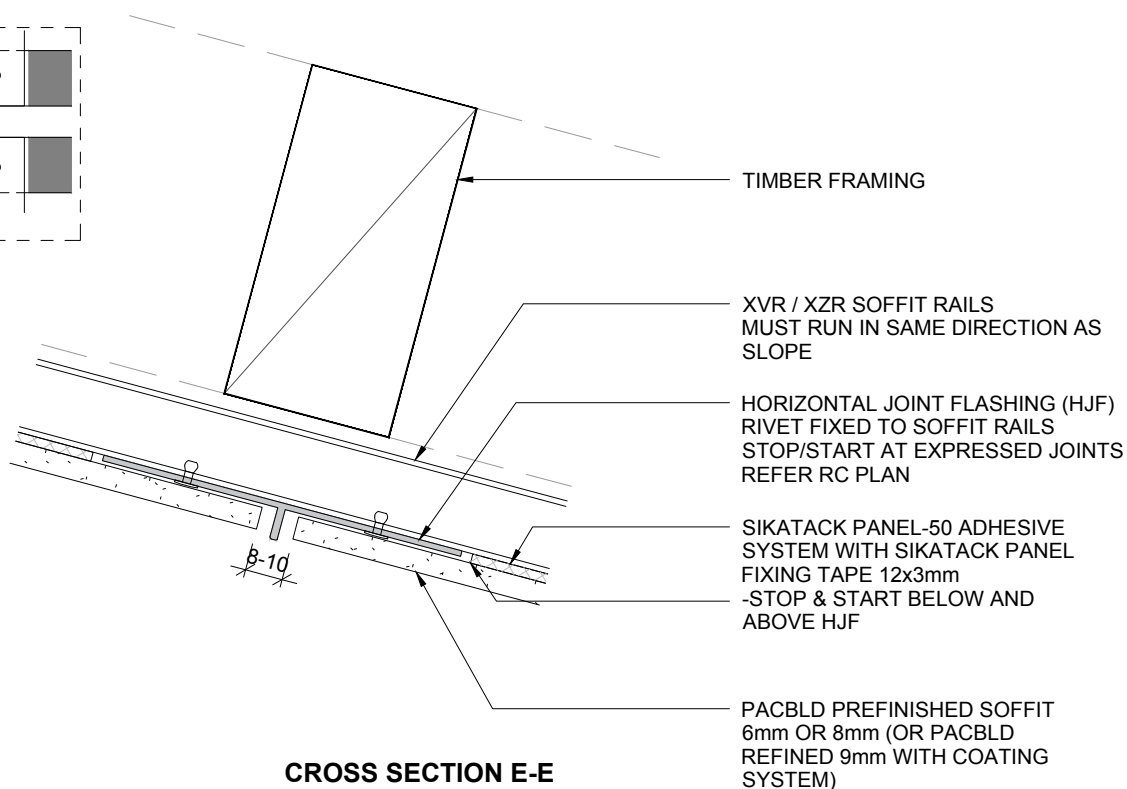 TIMBER FRAMING
XVR / XZR SOFFIT RAILS
MUST RUN IN SAME DIRECTION AS
SLOPE
HORIZONTAL JOINT FLASHING (HJF)
RIVET FIXED TO SOFFIT RAILS
STOP/START AT EXPRESSED JOINTS
REFER RC PLAN
SIKATACK PANEL-50 ADHESIVE
SYSTEM WITH SIKATACK PANEL
FIXING TAPE 12x3mm
-STOP & START BELOW AND
ABOVE HJF
8-10
PACBLD PREFINISHED SOFFIT
6mm OR 8mm (OR PACBLD
REFINED 9mm WITH COATING
SYSTEM)
CROSS SECTION E-E